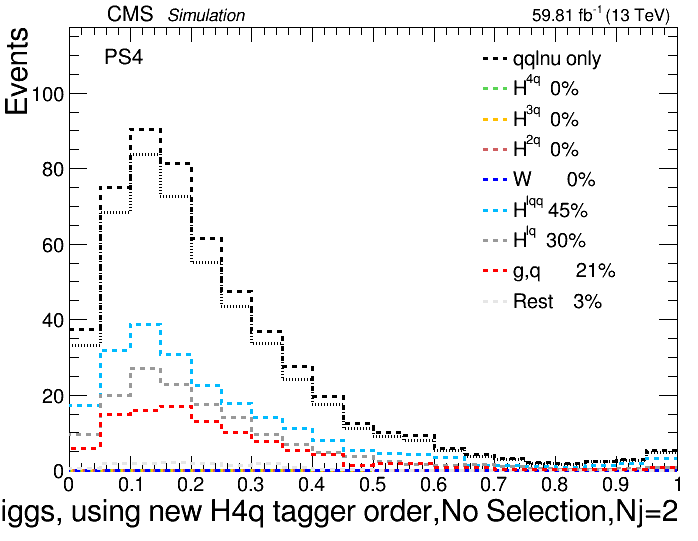 CMS Simulation 59.81 fb-1 (13 TeV)
Events
PS4
qqlnu only
H4q 0%
H3q 0%
H2q 0%
W 0%
Hlqq 45%
Hlq 30%
g,q 21%
Rest 3%
100
80
60
40
20
0
0 0.1 0.2 0.3 0.4 0.5 0.6 0.7 0.8 0.9 1
iggs, using new H4q tagger order,No Selection,Nj=2